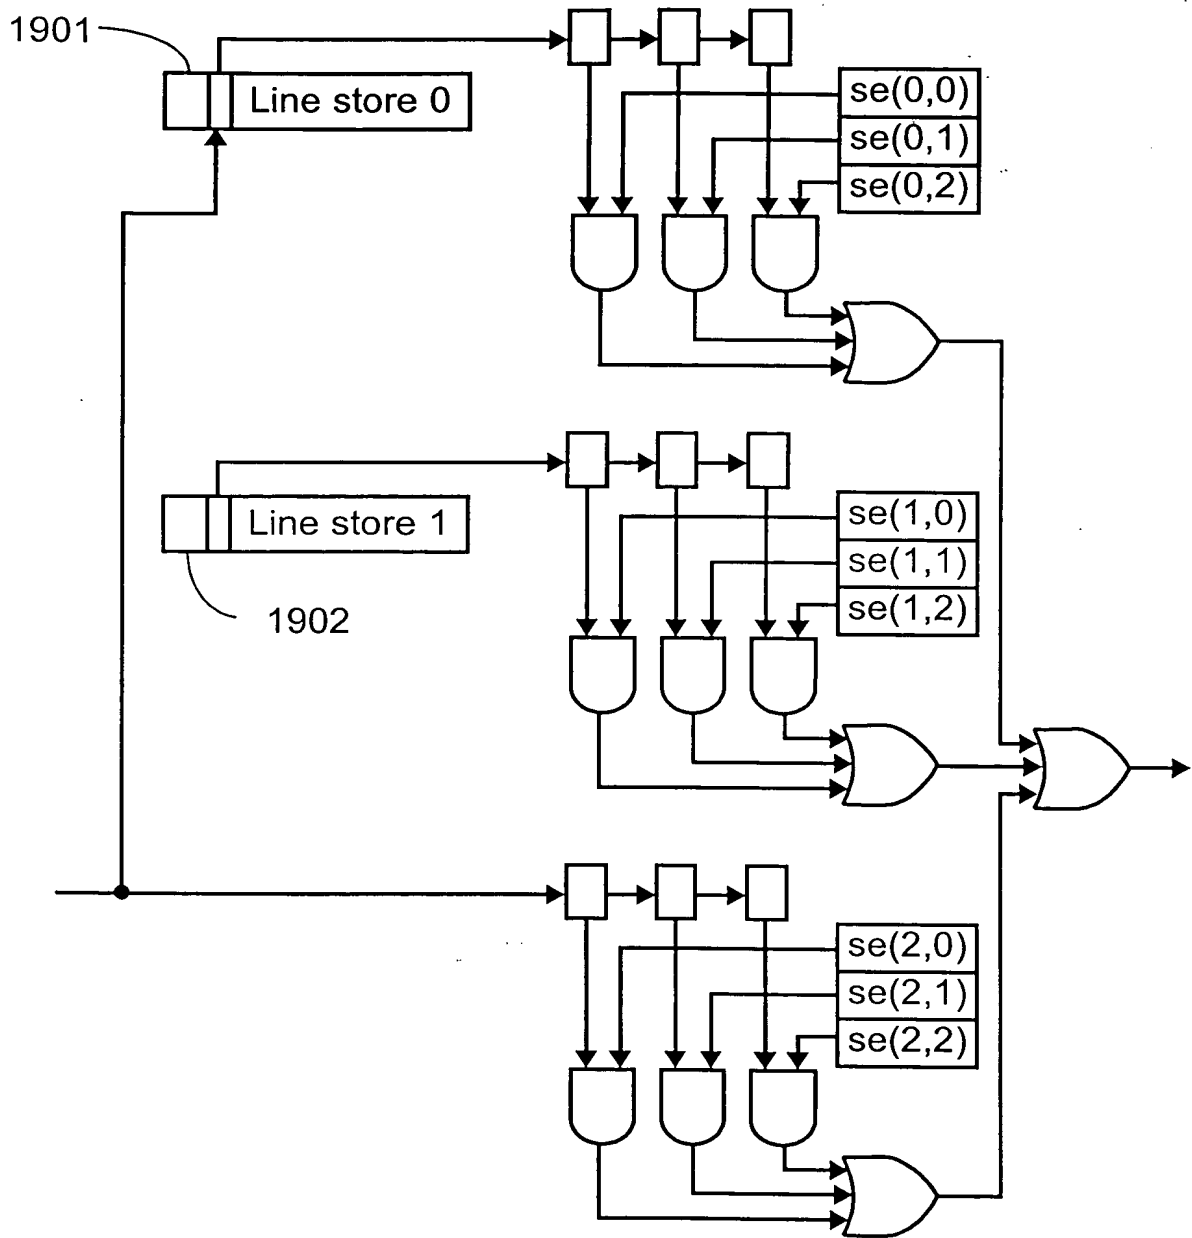 1901
Line store 0
se(0,0)
se(0,1)
se(0,2)
Line store 1
1902
se(1,0)
se(1,1)
se(1,2)
se(2,0)
se(2,1)
se(2,2)